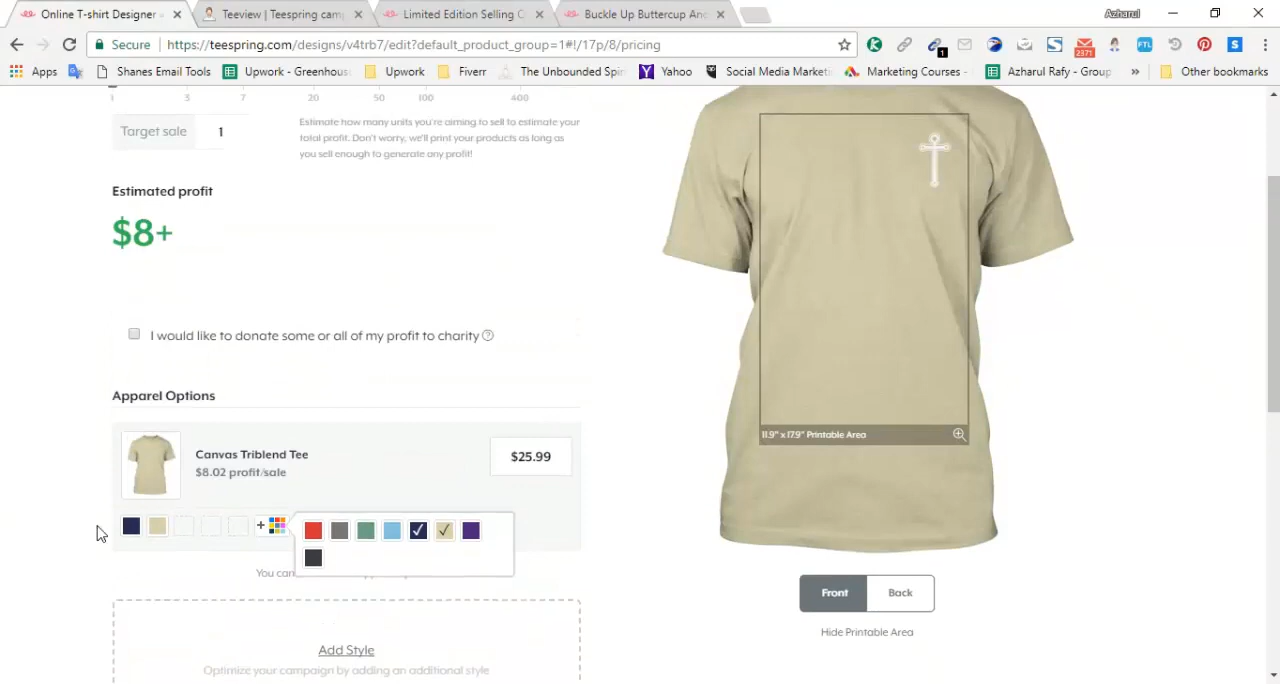 Online T-shirt Designer
Teeview | Teespring cam
Limited Edition Selling C
Buckle Up Buttercup And
Azharul
Secure
https://teespring.com/designs/v4trb7/edit?default_product_group=1#!/17p/8/pricing
1
FTL
2371
S
Apps
Shanes Email Tools
Upwork - Greenhous
Upwork
Fiverr
The Unbounded Spir
Yahoo
Social Media Market
Marketing Courses -
Azharul Rafy - Group
»
Other bookmarks
1 3 7 20 50 100 400
Target sale 1
Estimate how many units you're aiming to sell to estimate your
total profit. Don't worry, we'll print your products as long as
you sell enough to generate any profit!
Estimated profit
$8+
I would like to donate some or all of my profit to charity
Apparel Options
Canvas Triblend Tee
$8.02 profit/sale
$25.99
+
You can
Add Style
Optimize your campaign by adding an additional style
11.9" x 17.9" Printable Area
Front
Back
Hide Printable Area